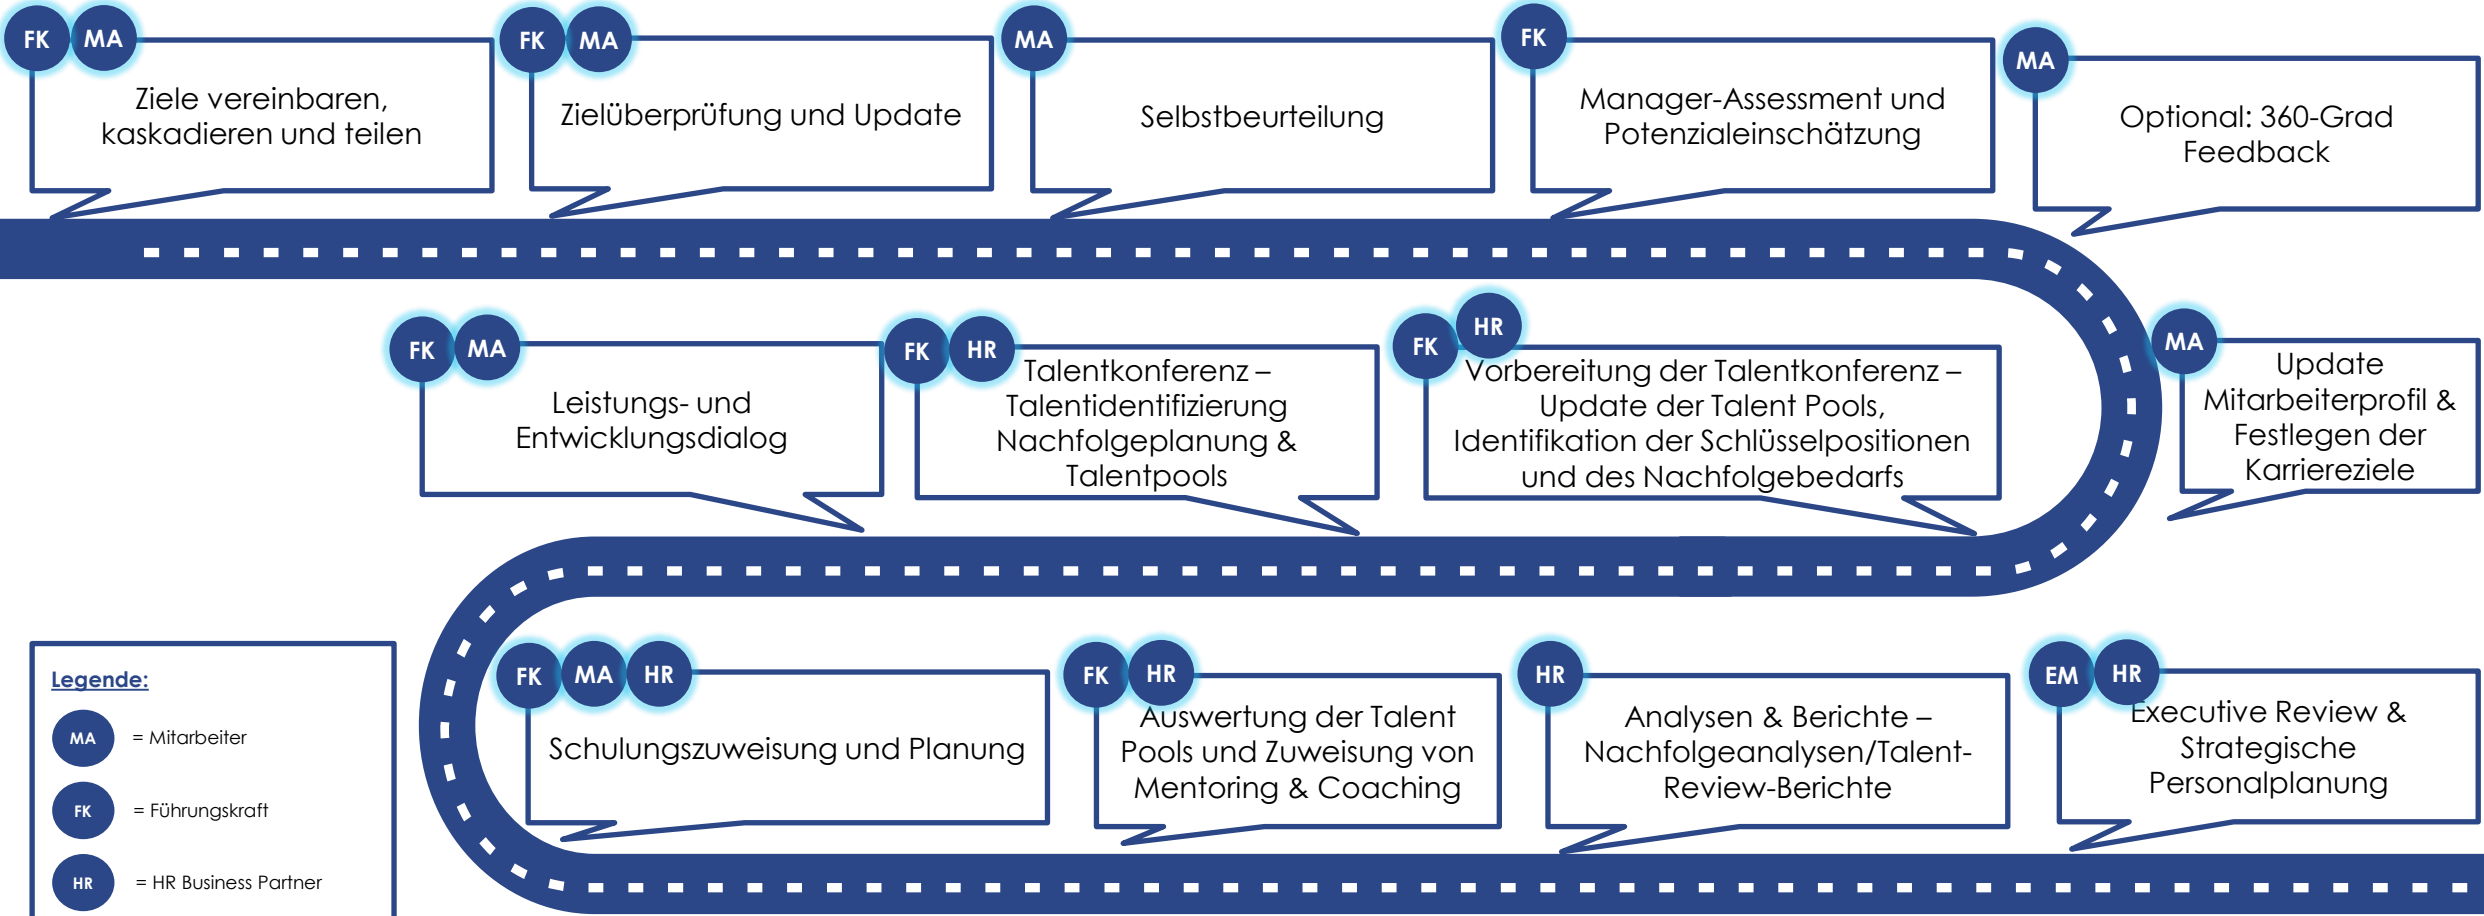 FK MA
Ziele vereinbaren,
kaskadieren und teilen
FK MA
Zielüberprüfung und Update
MA
Selbstbeurteilung
FK
Manager-Assessment und
Potenzialeinschätzung
MA
Optional: 360-Grad
Feedback
MA
Update
Mitarbeiterprofil &
Festlegen der
Karriereziele
FK HR
Vorbereitung der Talentkonferenz –
Update der Talent Pools,
Identifikation der Schlüsselpositionen
und des Nachfolgebedarfs
FK HR
Talentkonferenz –
Talentidentifizierung
Nachfolgeplanung &
Talentpools
FK MA
Leistungs- und
Entwicklungsdialog
FK MA HR
Schulungszuweisung und Planung
FK HR
Auswertung der Talent
Pools und Zuweisung von
Mentoring & Coaching
HR
Analysen & Berichte –
Nachfolgeanalysen/Talent-
Review-Berichte
EM HR
Executive Review &
Strategische
Personalplanung
Legende:
MA = Mitarbeiter
FK = Führungskraft
HR = HR Business Partner